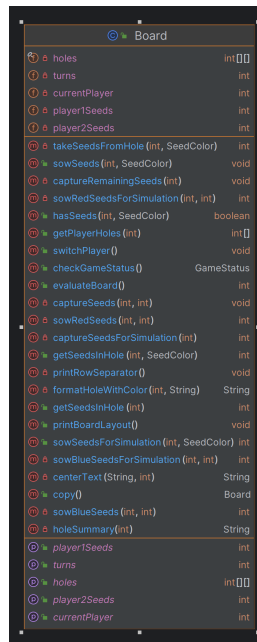 Board
holes int[][]
turns int
currentPlayer int
player1Seeds int
player2Seeds int
takeSeedsFromHole(int, SeedColor) int
sowSeeds(int, SeedColor) void
captureRemainingSeeds(int) void
sowRedSeedsForSimulation(int, int) int
hasSeeds(int, SeedColor) boolean
getPlayerHoles(int) int[]
switchPlayer() void
checkGameStatus() GameStatus
evaluateBoard() int
captureSeeds(int, int) void
sowRedSeeds(int, int) int
captureSeedsForSimulation(int) int
getSeedsInHole(int, SeedColor) int
printRowSeparator() void
formatHoleWithColor(int, String) String
getSeedsInHole(int) int
printBoardLayout() void
sowSeedsForSimulation(int, SeedColor) int
sowBlueSeedsForSimulation(int, int) int
centerText(String, int) String
copy() Board
sowBlueSeeds(int, int) int
holeSummary(int) String
player1Seeds int
turns int
holes int[][]
player2Seeds int
currentPlayer int